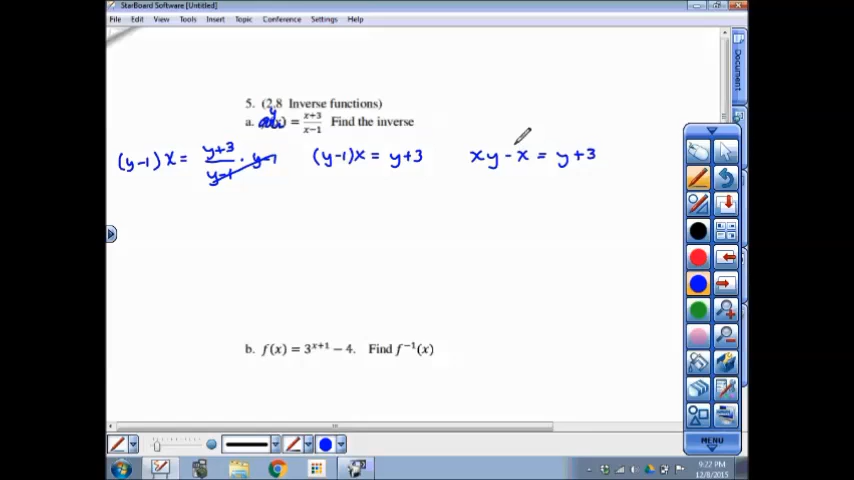 StarBoard Software [Untitled]
File Edit View Tools Insert Topic Conference Settings Help
5. (2.8 Inverse functions)
y
a. = x+3/x−1 Find the inverse
(y-1)x = y+3/y-1 · y-1 (y-1)x = y+3 xy - x = y+3
b. f(x) = 3^{x+1} − 4. Find f^{−1}(x)
Document
MENU
9:22 PM
12/8/2015